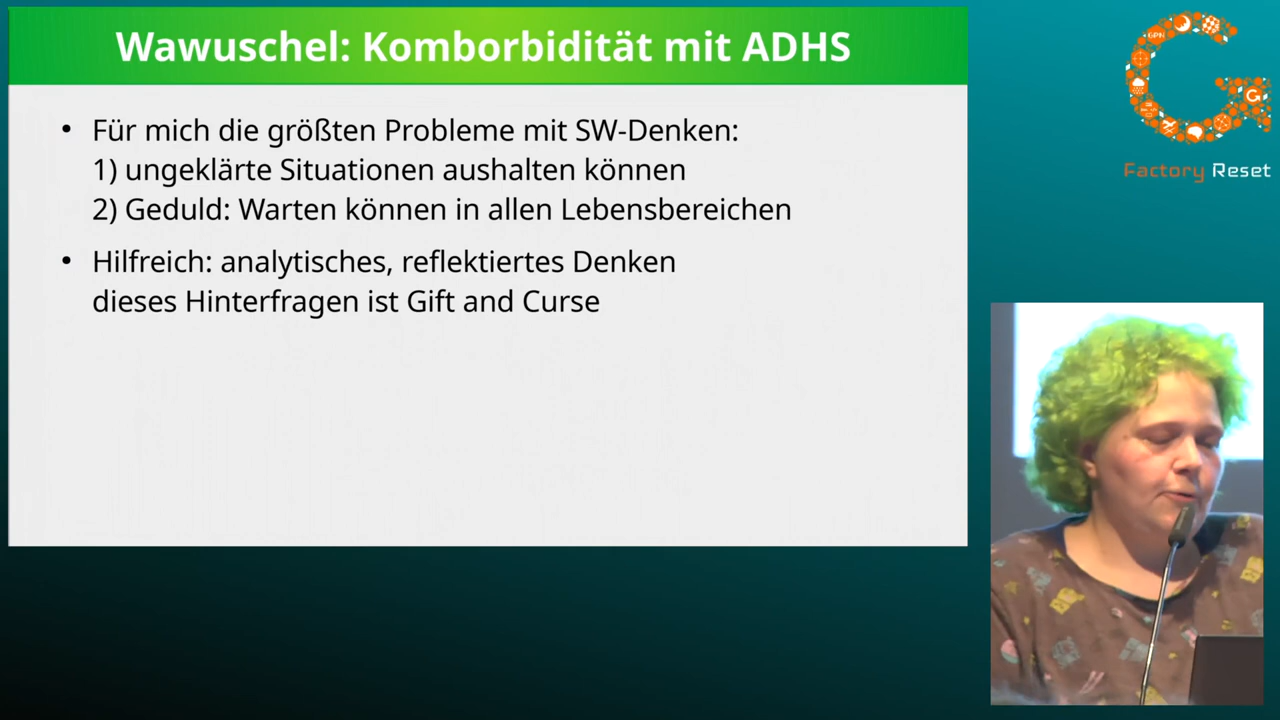 Wawuschel: Komborbidität mit ADHS
• Für mich die größten Probleme mit SW-Denken:
1) ungeklärte Situationen aushalten können
2) Geduld: Warten können in allen Lebensbereichen
• Hilfreich: analytisches, reflektiertes Denken
dieses Hinterfragen ist Gift and Curse
GPN
G
Factory Reset